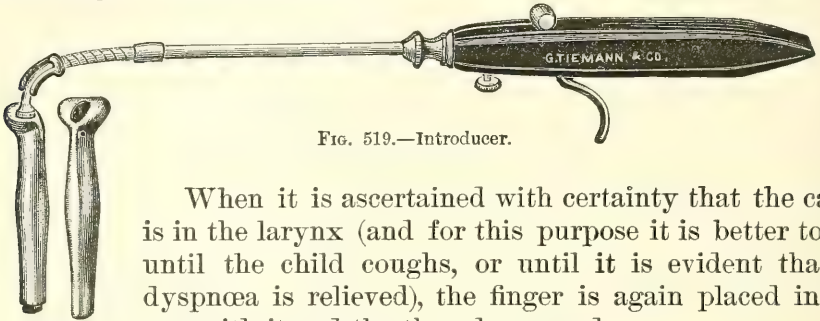 G.TIEMANN & CO.
FIG. 519.—Introducer.
When it is ascertained with certainty that the
is in the larynx (and for this purpose it is better to
until the child coughs, or until it is evident
dyspnœa is relieved), the finger is again placed